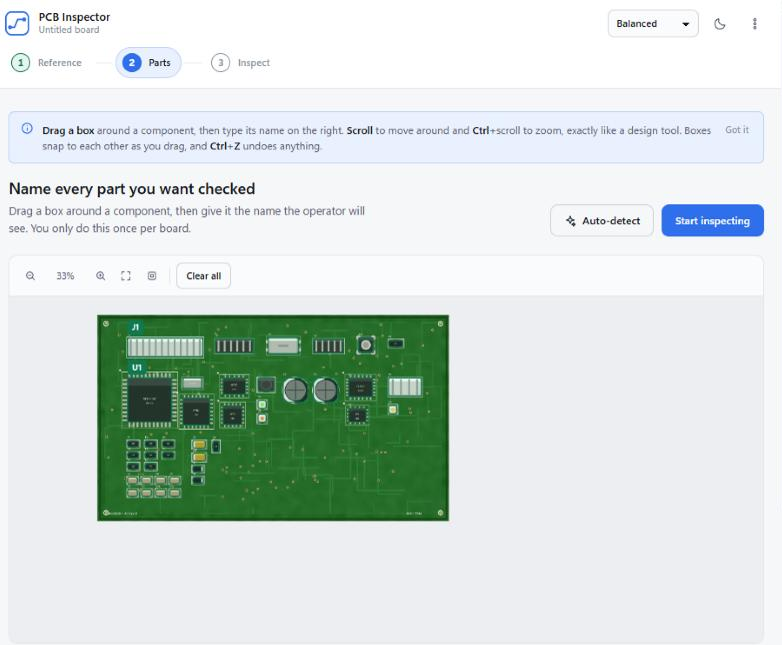 PCB Inspector
Untitled board
Balanced
1 Reference
2 Parts
3 Inspect
Drag a box around a component, then type its name on the right. Scroll to move around and Ctrl+scroll to zoom, exactly like a design tool. Boxes
snap to each other as you drag, and Ctrl+Z undoes anything.
Got it
Name every part you want checked
Drag a box around a component, then give it the name the operator will
see. You only do this once per board.
Auto-detect
Start inspecting
33%
Clear all
J1
U1